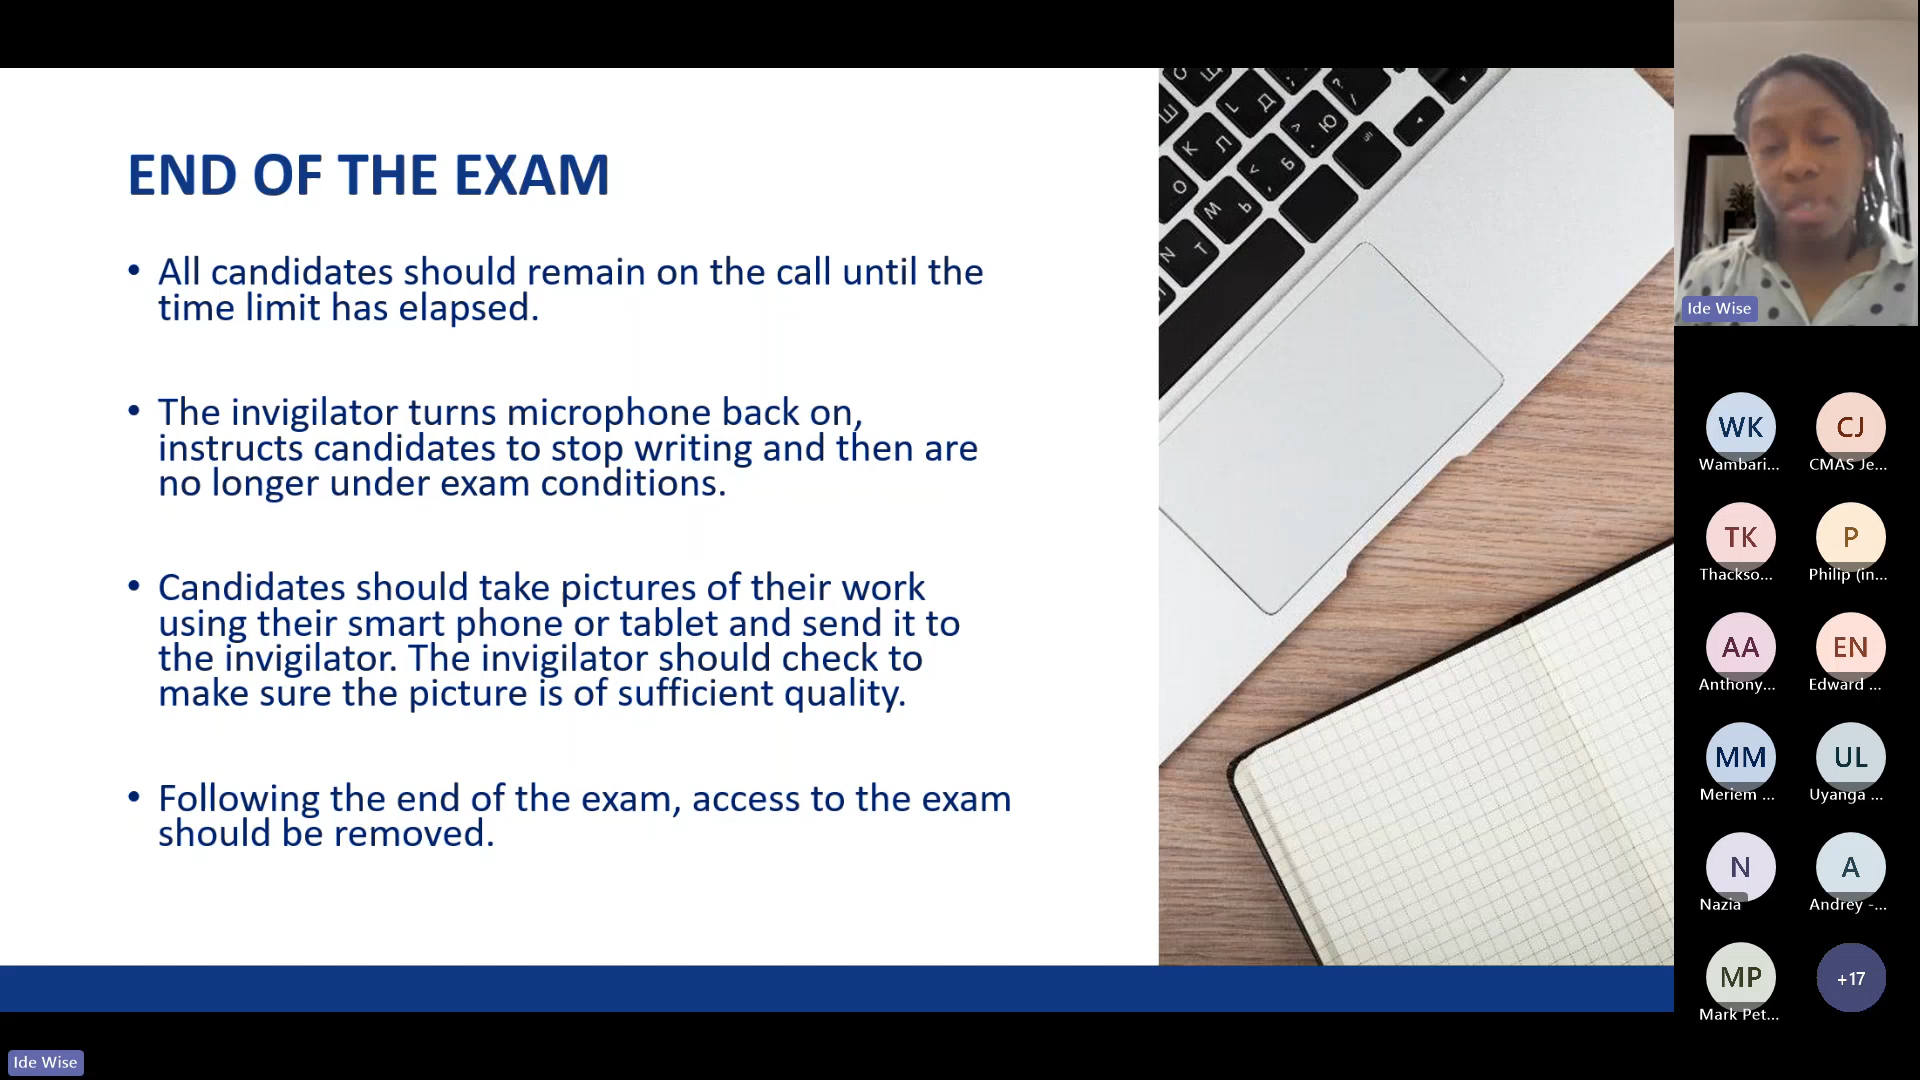 END OF THE EXAM
• All candidates should remain on the call until the
time limit has elapsed.
• The invigilator turns microphone back on,
instructs candidates to stop writing and then are
no longer under exam conditions.
• Candidates should take pictures of their work
using their smart phone or tablet and send it to
the invigilator. The invigilator should check to
make sure the picture is of sufficient quality.
• Following the end of the exam, access to the exam
should be removed.
Ide Wise
WK
Wambari...
CJ
CMAS Je...
TK
Thackso...
P
Philip (in...
AA
Anthony...
EN
Edward ...
MM
Meriem ...
UL
Uyanga ...
N
Nazia
A
Andrey -...
MP
Mark Pet...
+17
Ide Wise